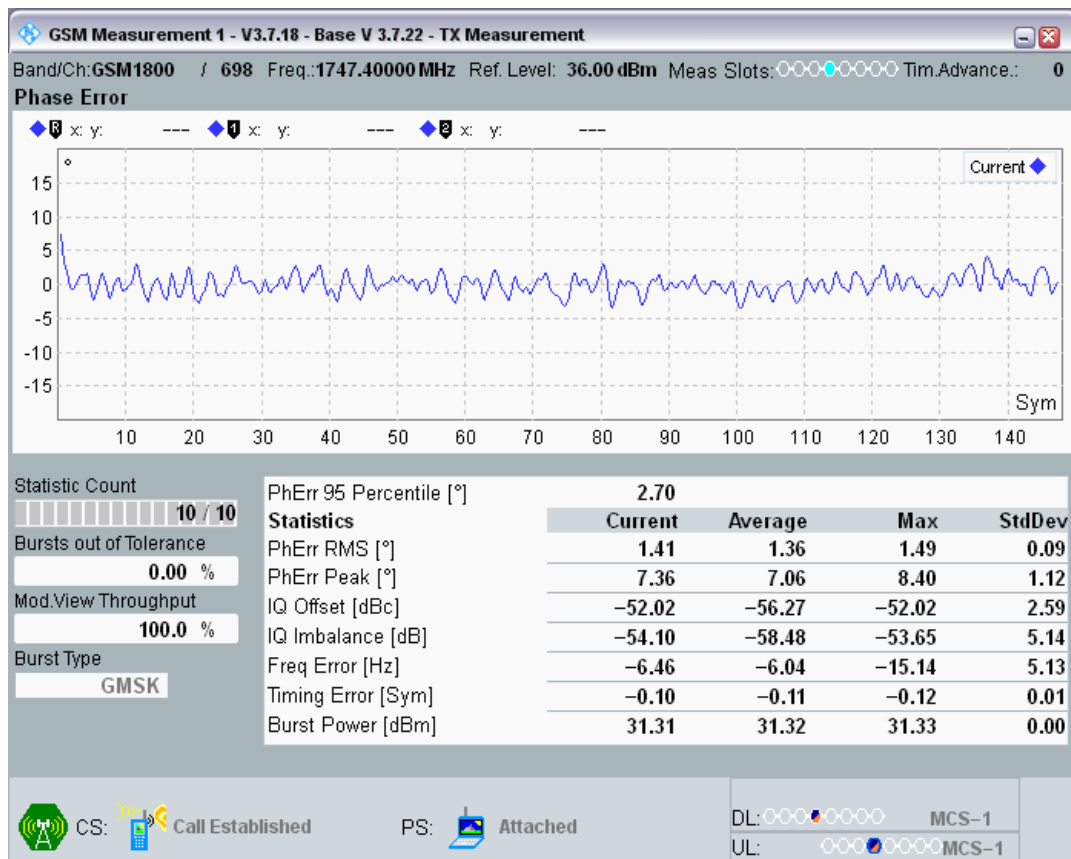 GSM Measurement 1 - V3.7.18 - Base V 3.7.22 - TX Measurement
Band/Ch:GSM1800 / 698 Freq.:1747.40000 MHz Ref. Level: 36.00 dBm Meas Slots: Tim.Advance.: 0
Phase Error
R x: y: --- 1 x: y: --- 2 x: y: ---
°
Current
15
10
5
0
-5
-10
-15
Sym
10 20 30 40 50 60 70 80 90 100 110 120 130 140
Statistic Count
10 / 10
Bursts out of Tolerance
0.00 %
Mod.View Throughput
100.0 %
Burst Type
GMSK
PhErr 95 Percentile [°] 2.70
Statistics Current Average Max StdDev
PhErr RMS [°] 1.41 1.36 1.49 0.09
PhErr Peak [°] 7.36 7.06 8.40 1.12
IQ Offset [dBc] −52.02 −56.27 −52.02 2.59
IQ Imbalance [dB] −54.10 −58.48 −53.65 5.14
Freq Error [Hz] −6.46 −6.04 −15.14 5.13
Timing Error [Sym] −0.10 −0.11 −0.12 0.01
Burst Power [dBm] 31.31 31.32 31.33 0.00
CS: Call Established PS: Attached
DL: MCS−1
UL: MCS−1